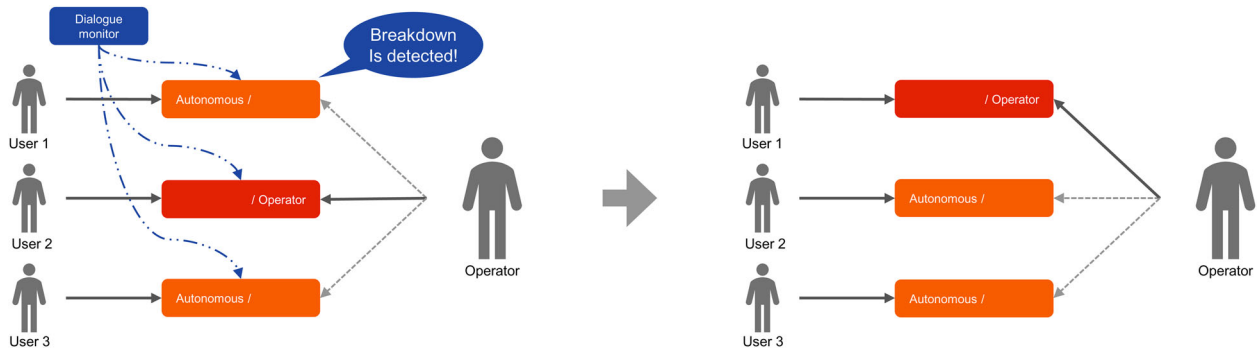 Dialogue
monitor
Breakdown
Is detected!
Autonomous /
User 1
/ Operator
User 2
Operator
Autonomous /
User 3
/ Operator
User 1
Autonomous /
User 2
Operator
Autonomous /
User 3